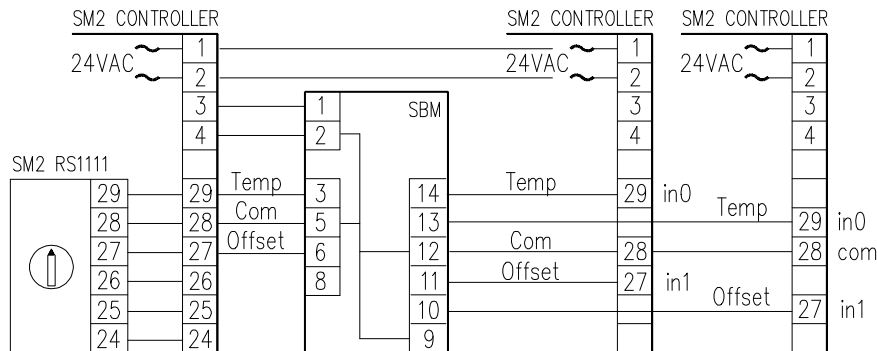 SM2 CONTROLLER SM2 CONTROLLER SM2 CONTROLLER
1 1 1
24VAC 24VAC 24VAC
2 2 2
3 1 SBM 3 3
4 2 4 4
SM2 RS1111
29 29 Temp 3 14 Temp 29 in0
28 28 Com 5 13 Temp 29 in0
27 27 Offset 6 12 Com 28 28 com
26 26 8 11 Offset 27 in1
25 25 10 Offset 27 in1
24 24 9